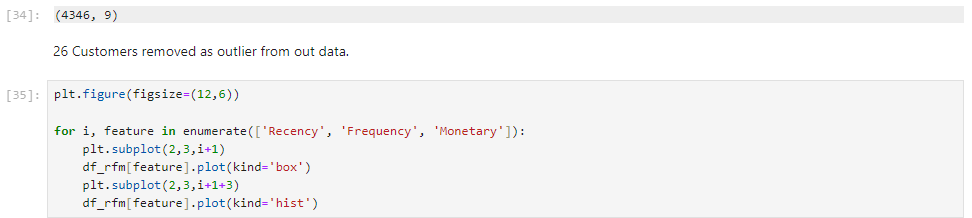 [34]: (4346, 9)
26 Customers removed as outlier from out data.
[35]: plt.figure(figsize=(12,6))
for i, feature in enumerate(['Recency', 'Frequency', 'Monetary']):
    plt.subplot(2,3,i+1)
    df_rfm[feature].plot(kind='box')
    plt.subplot(2,3,i+1+3)
    df_rfm[feature].plot(kind='hist')